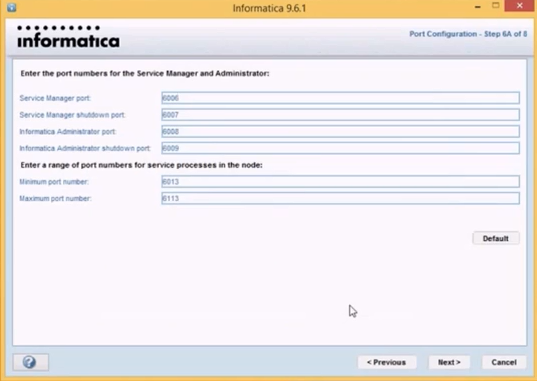 Informatica 9.6.1
informatica
Port Configuration - Step 6A of 8
Enter the port numbers for the Service Manager and Administrator:
Service Manager port: 6006
Service Manager shutdown port: 6007
Informatica Administrator port: 6008
Informatica Administrator shutdown port: 6009
Enter a range of port numbers for service processes in the node:
Minimum port number: 6013
Maximum port number: 6113
Default
? < Previous Next > Cancel